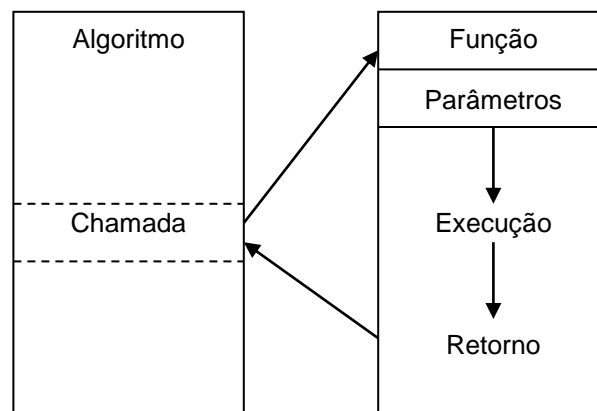 Algoritmo
Chamada
Função
Parâmetros
Execução
Retorno